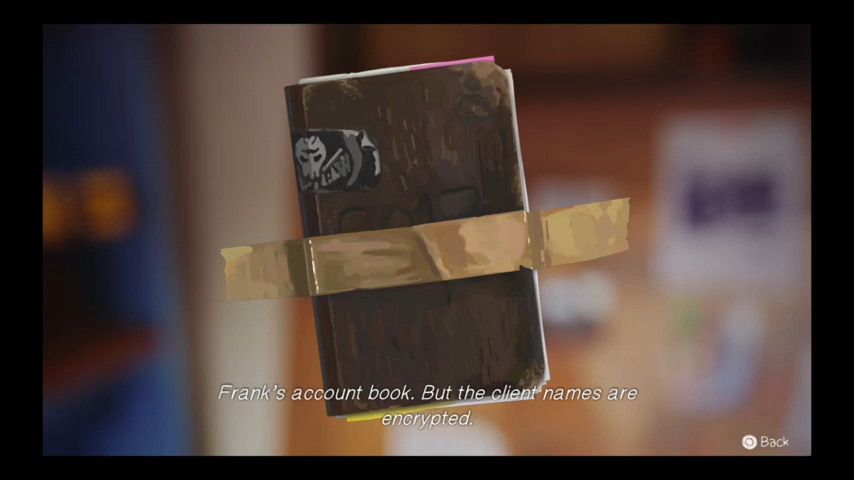 Frank's account book. But the client names are
encrypted.
Back